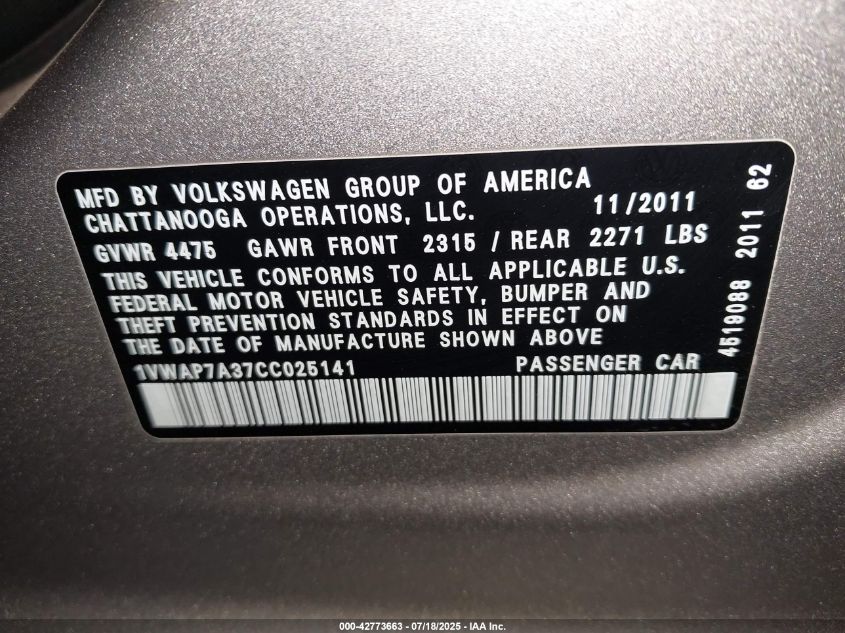 MFD BY VOLKSWAGEN GROUP OF AMERICA
CHATTANOOGA OPERATIONS, LLC. 11/2011
GVWR 4475 GAWR FRONT 2315 / REAR 2271 LBS
THIS VEHICLE CONFORMS TO ALL APPLICABLE U.S.
FEDERAL MOTOR VEHICLE SAFETY, BUMPER AND
THEFT PREVENTION STANDARDS IN EFFECT ON
THE DATE OF MANUFACTURE SHOWN ABOVE
1VWAP7A37CC025141 PASSENGER CAR
4519088 2011 62
000-42773663 - 07/18/2025 - IAA Inc.